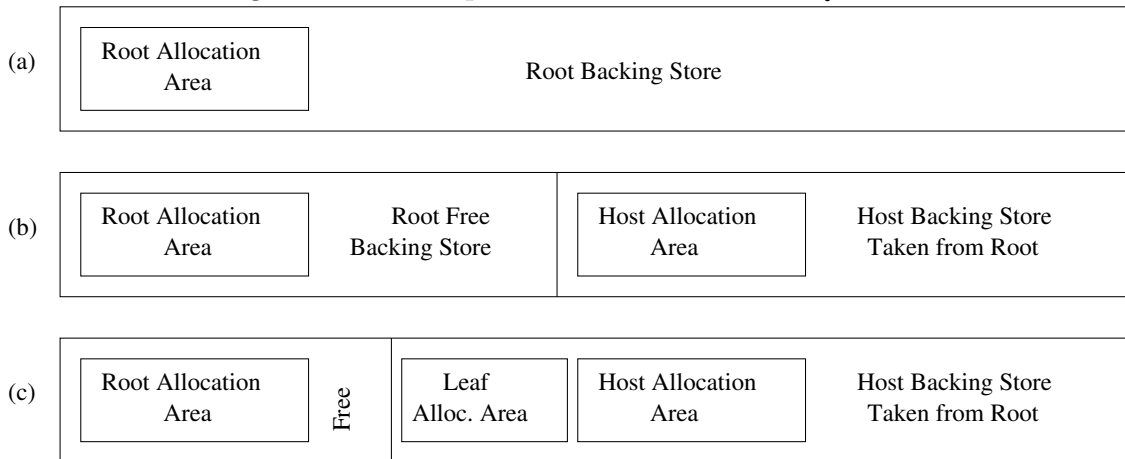 (a)
Root Allocation
Area
Root Backing Store
(b)
Root Allocation
Area
Root Free
Backing Store
Host Allocation
Area
Host Backing Store
Taken from Root
(c)
Root Allocation
Area
Free
Leaf
Alloc. Area
Host Allocation
Area
Host Backing Store
Taken from Root